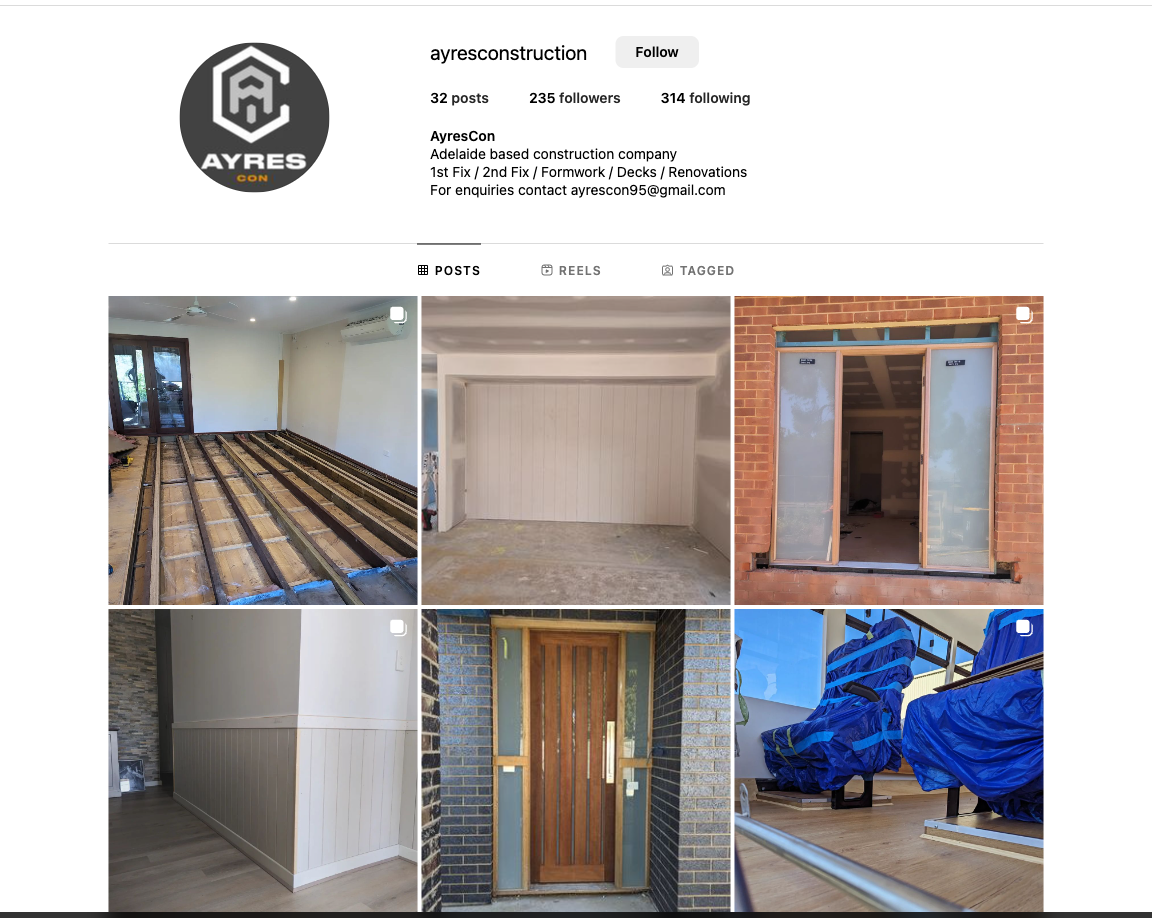 ayresconstruction
Follow
32 posts
235 followers
314 following
AYRES
CON
AyresCon
Adelaide based construction company
1st Fix / 2nd Fix / Formwork / Decks / Renovations
For enquiries contact ayrescon95@gmail.com
POSTS
REELS
TAGGED